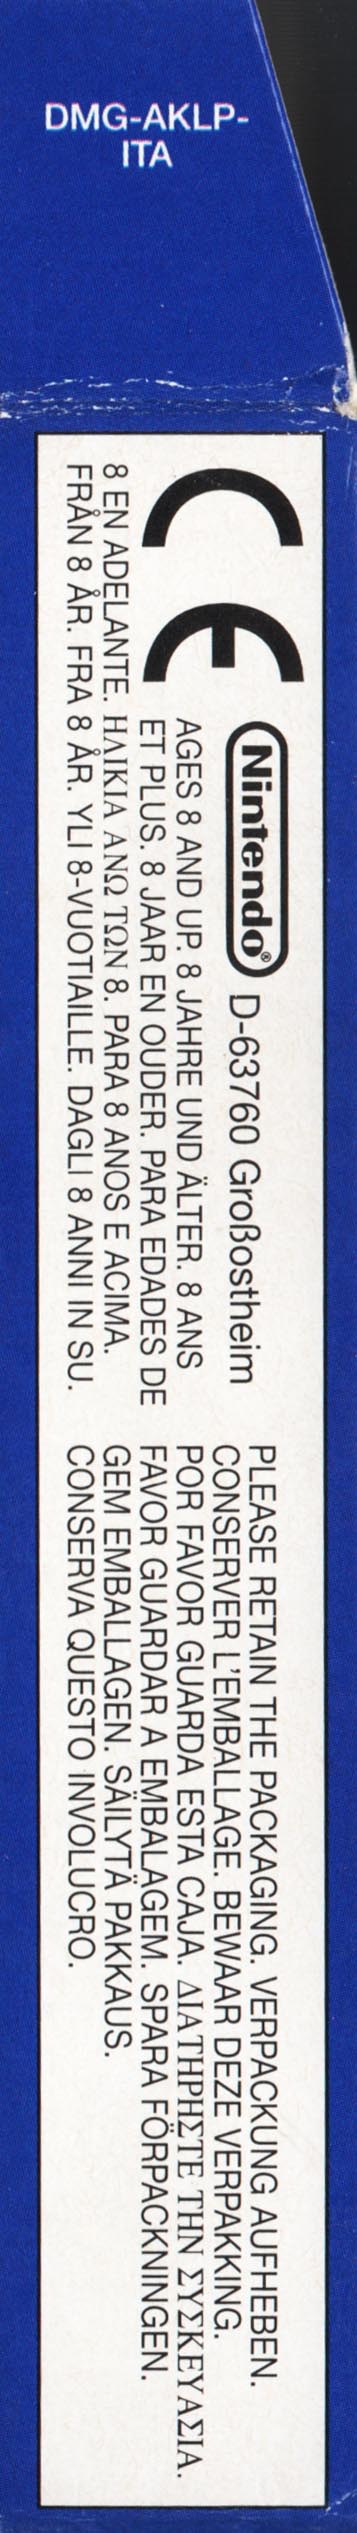 DMG-AKLP-
ITA
CE
Nintendo® D-63760 Großostheim
AGES 8 AND UP. 8 JAHRE UND ÄLTER. 8 ANS
ET PLUS. 8 JAAR EN OUDER. PARA EDADES DE
8 EN ADELANTE. ΗΛΙΚΙΑ ΑΝΩ ΤΩΝ 8. PARA 8 ANOS E ACIMA.
FRÅN 8 ÅR. FRA 8 ÅR. YLI 8-VUOTIAILLE. DAGLI 8 ANNI IN SU.
PLEASE RETAIN THE PACKAGING. VERPACKUNG AUFHEBEN.
CONSERVER L'EMBALLAGE. BEWAAR DEZE VERPAKKING.
POR FAVOR GUARDA ESTA CAJA. ΔΙΑΤΗΡΗΣΤΕ ΤΗΝ ΣΥΣΚΕΥΑΣΙΑ.
FAVOR GUARDAR A EMBALAGEM. SPARA FÖRPACKNINGEN.
GEM EMBALLAGEN. SÄILYTÄ PAKKAUS.
CONSERVA QUESTO INVOLUCRO.